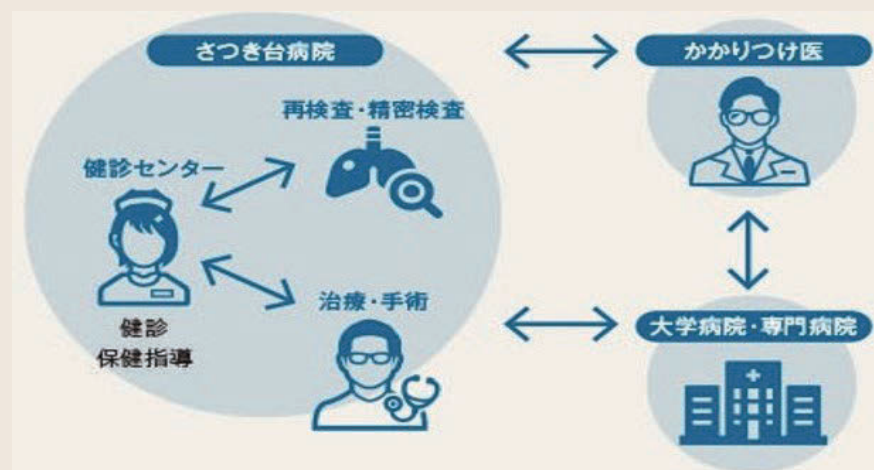 さつき台病院
かかりつけ医
再検査・精密検査
健診センター
治療・手術
健診
保健指導
大学病院・専門病院